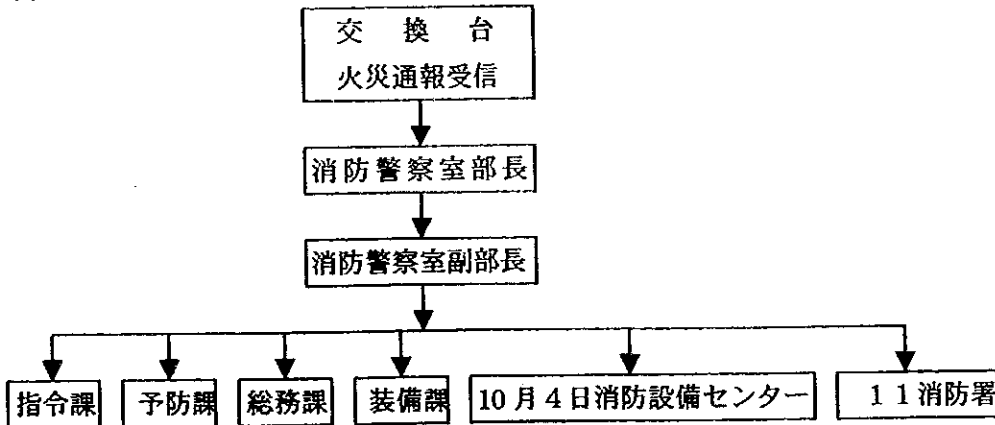 交換台
火災通報受信
消防警察室部長
消防警察室副部長
指令課
予防課
総務課
装備課
10月4日消防設備センター
11消防署